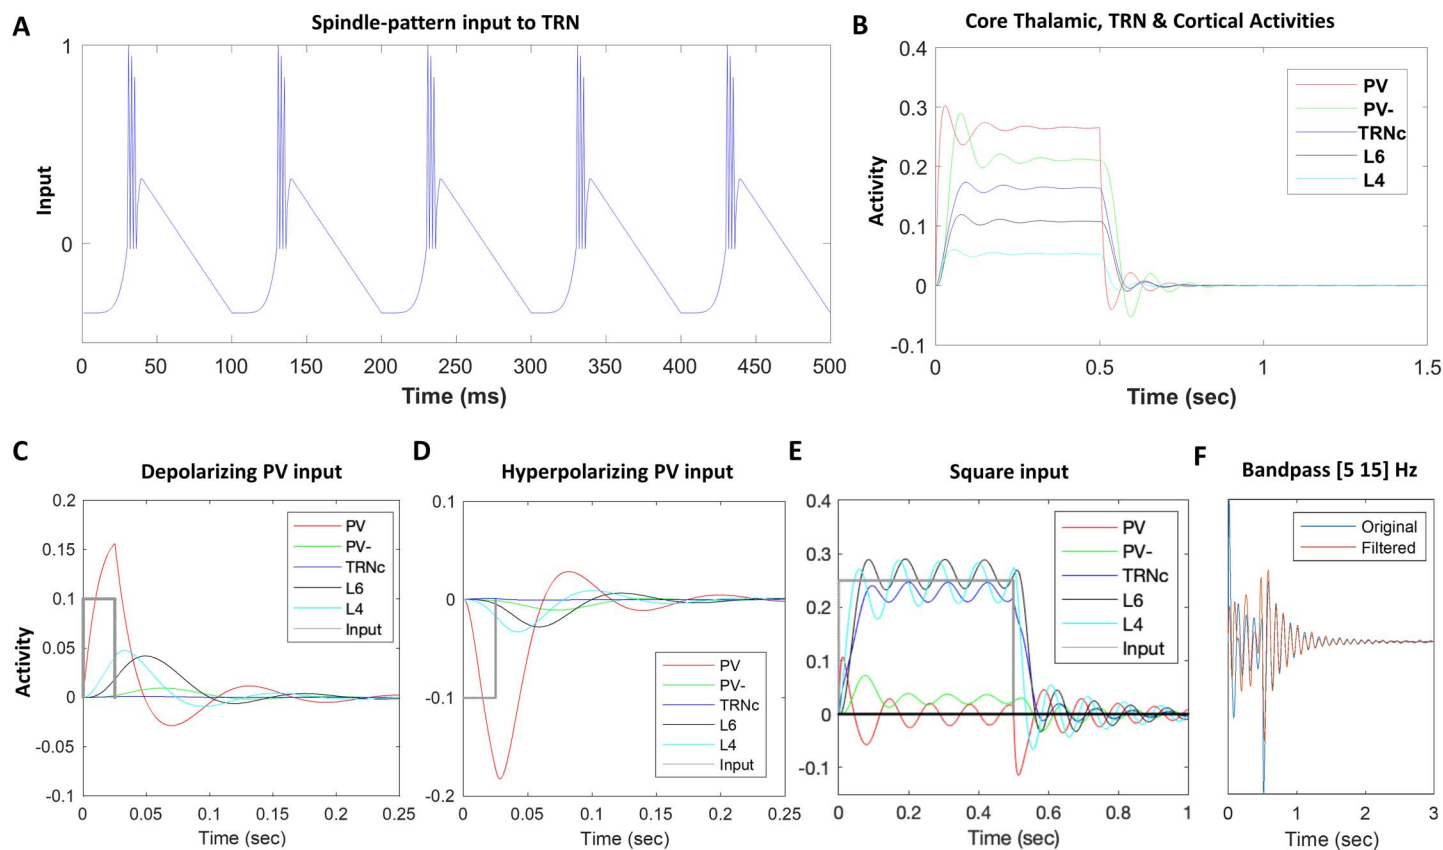 A
Spindle-pattern input to TRN
1
0
Input
0
50
100
150
200
250
300
350
400
450
500
Time (ms)
B
Core Thalamic, TRN & Cortical Activities
0.4
0.3
0.2
0.1
0
-0.1
Activity
PV
PV-
TRNc
L6
L4
0
0.5
1
1.5
Time (sec)
C
Depolarizing PV input
0.2
0.15
0.1
0.05
0
-0.05
-0.1
Activity
PV
PV-
TRNc
L6
L4
Input
0
0.05
0.1
0.15
0.2
0.25
Time (sec)
D
Hyperpolarizing PV input
0.1
0
-0.1
-0.2
PV
PV-
TRNc
L6
L4
Input
0
0.05
0.1
0.15
0.2
0.25
Time (sec)
E
Square input
0.4
0.3
0.2
0.1
0
-0.1
PV
PV-
TRNc
L6
L4
Input
0
0.2
0.4
0.6
0.8
1
Time (sec)
F
Bandpass [5 15] Hz
Original
Filtered
0
1
2
3
Time (sec)